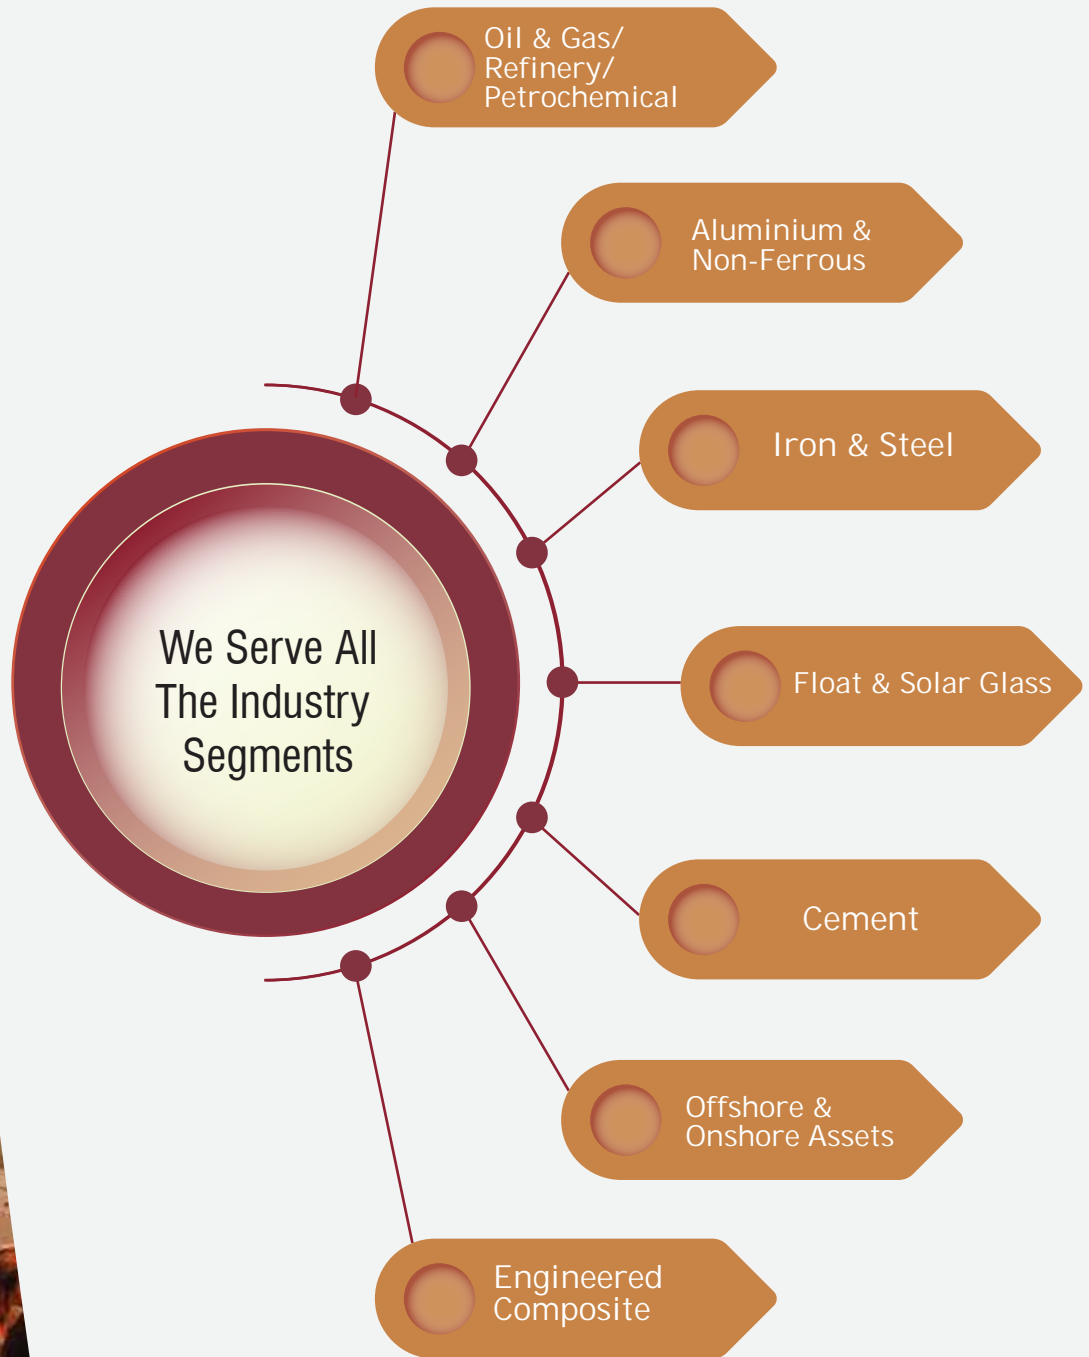 Oil & Gas/
Refinery/
Petrochemical
Aluminium &
Non-Ferrous
Iron & Steel
We Serve All
The Industry
Segments
Float & Solar Glass
Cement
Offshore &
Onshore Assets
Engineered
Composite